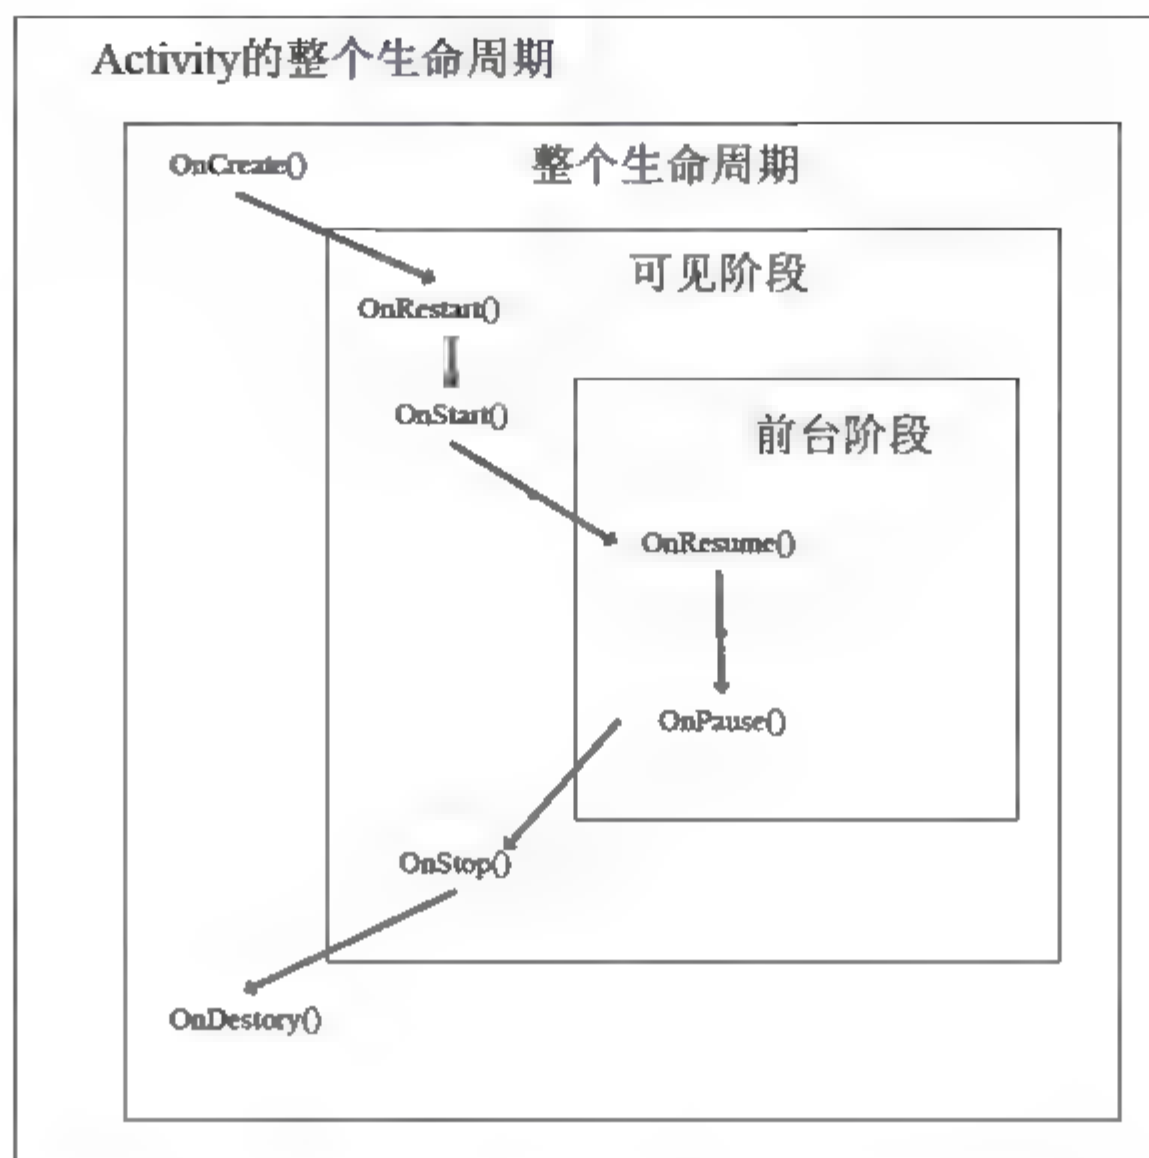 Activity的整个生命周期
OnCreate()
整个生命周期
可见阶段
OnRestart()
OnStart()
前台阶段
OnResume()
OnPause()
OnStop()
OnDestory()